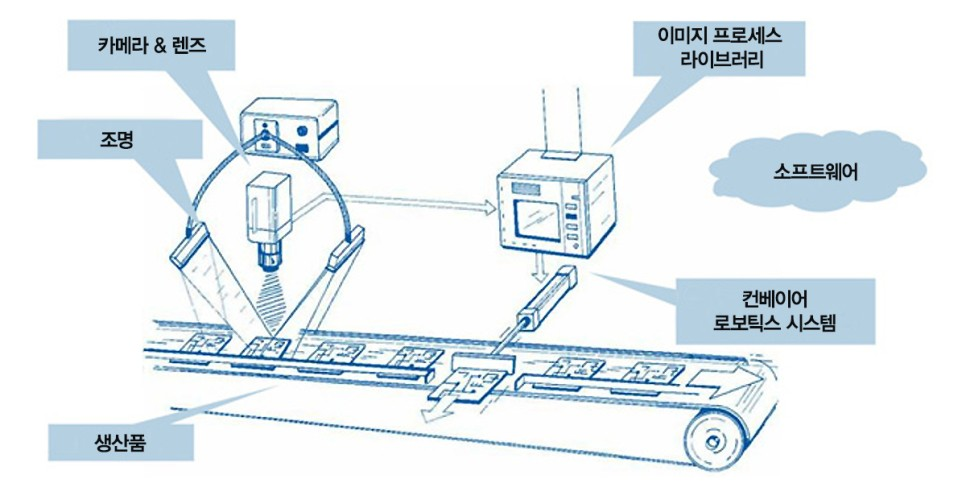 카메라 & 렌즈
이미지 프로세스
라이브러리
조명
소프트웨어
컨베이어
로보틱스 시스템
생산품